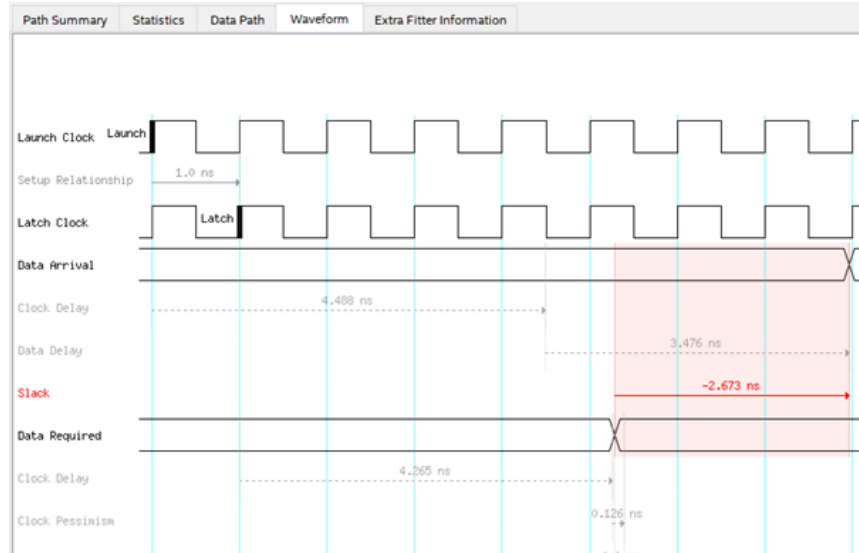 Path Summary Statistics Data Path Waveform Extra Fitter Information
Launch Clock Launch
Setup Relationship 1.0 ns
Latch Clock Latch
Data Arrival
Clock Delay 4.488 ns
Data Delay 3.476 ns
Slack -2.673 ns
Data Required
Clock Delay 4.265 ns
Clock Pessimism 0.126 ns